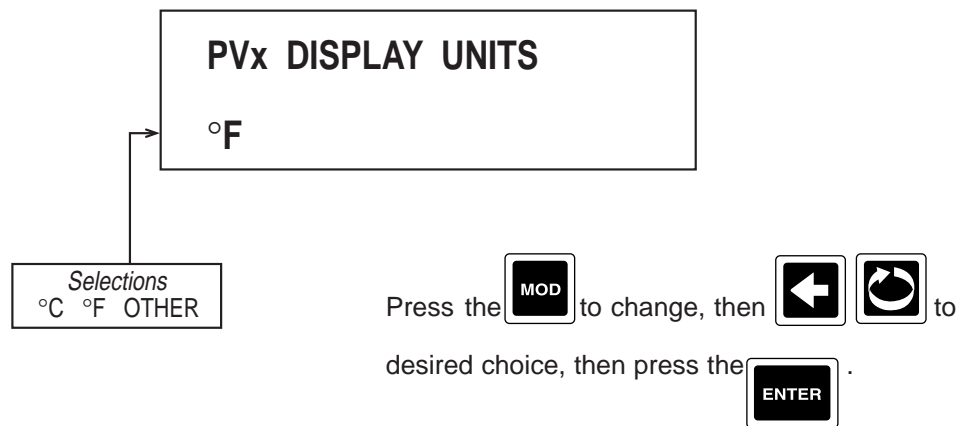 PVx DISPLAY UNITS
°F
Selections
°C °F OTHER
Press the MOD to change, then to
desired choice, then press the ENTER .